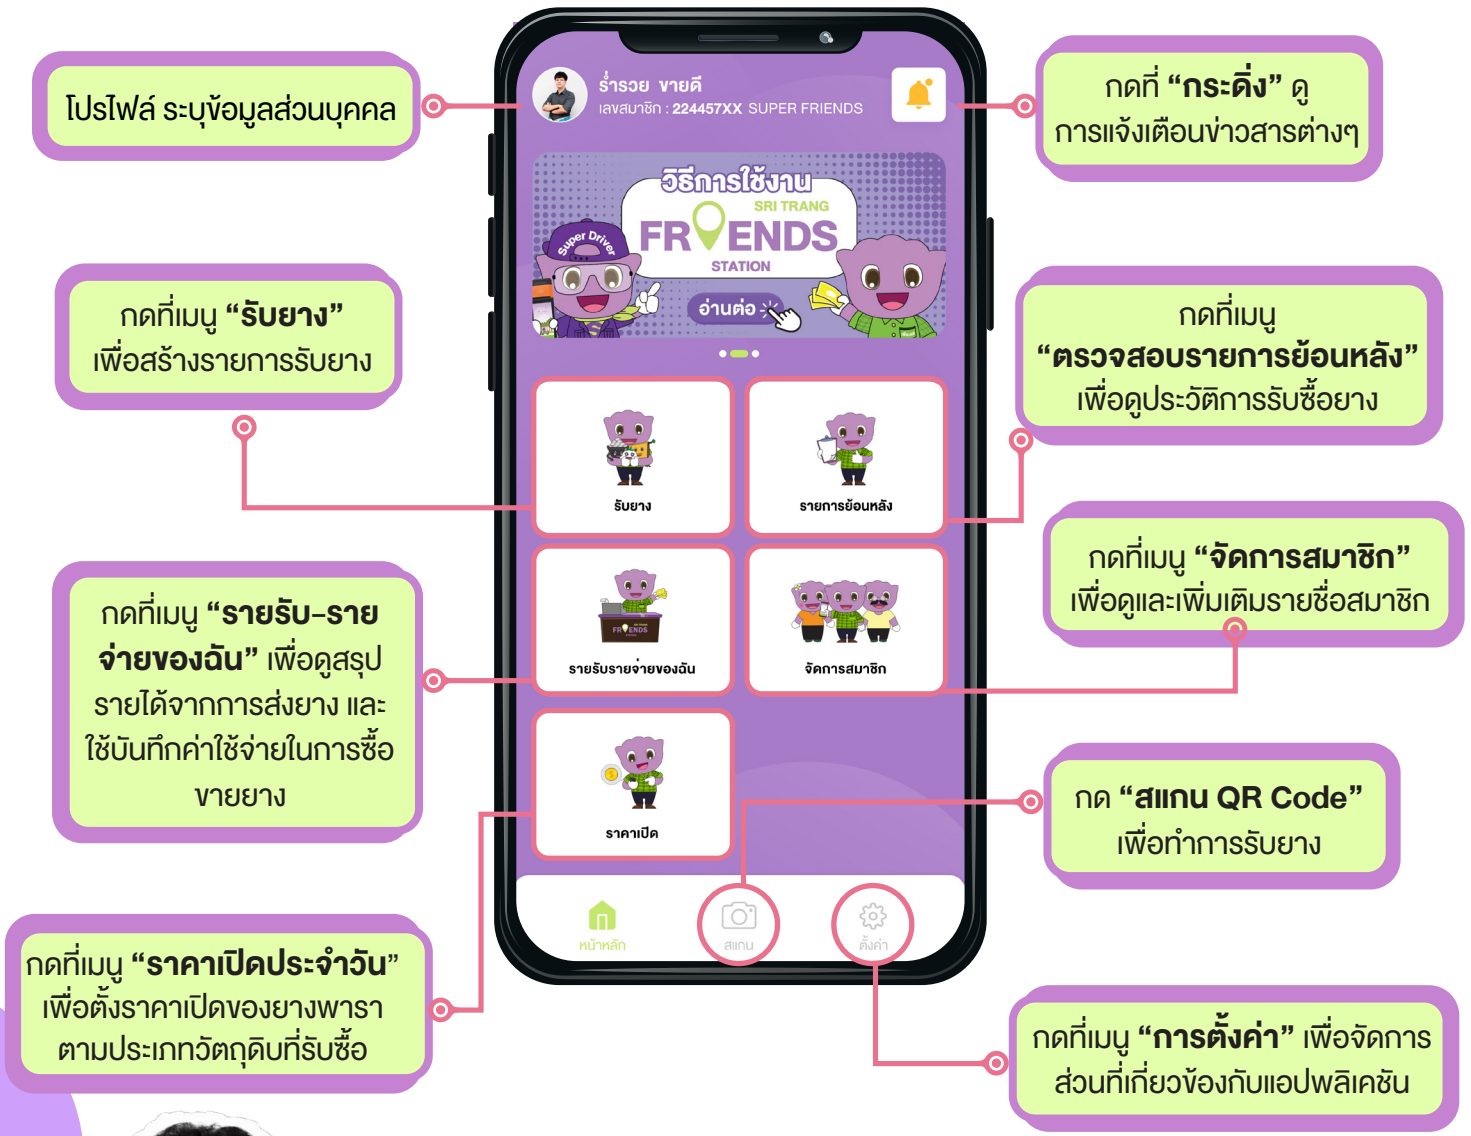 โปรไฟล์ ระบุข้อมูลส่วนบุคคล
กดที่ “กระดิ่ง” ดู
การแจ้งเตือนข่าวสารต่างๆ
ร่ำรวย ขายดี
เลขสมาชิก : 224457XX SUPER FRIENDS
วิธีการใช้งาน
SRI TRANG
FRIENDS
STATION
Super Driver
อ่านต่อ
กดที่เมนู “รับยาง”
เพื่อสร้างรายการรับยาง
กดที่เมนู
“ตรวจสอบรายการย้อนหลัง”
เพื่อดูประวัติการรับซื้อยาง
รับยาง
รายการย้อนหลัง
กดที่เมนู “รายรับ-ราย
จ่ายของฉัน” เพื่อดูสรุป
รายได้จากการส่งยาง และ
ใช้บันทึกค่าใช้จ่ายในการซื้อ
ขายยาง
กดที่เมนู “จัดการสมาชิก”
เพื่อดูและเพิ่มเติมรายชื่อสมาชิก
SRI TRANG
FRIENDS
รายรับรายจ่ายของฉัน
จัดการสมาชิก
ราคาเปิด
กด “สแกน QR Code”
เพื่อทำการรับยาง
หน้าหลัก
สแกน
ตั้งค่า
กดที่เมนู “ราคาเปิดประจำวัน”
เพื่อตั้งราคาเปิดของยางพารา
ตามประเภทวัตถุดิบที่รับซื้อ
กดที่เมนู “การตั้งค่า” เพื่อจัดการ
ส่วนที่เกี่ยวข้องกับแอปพลิเคชัน